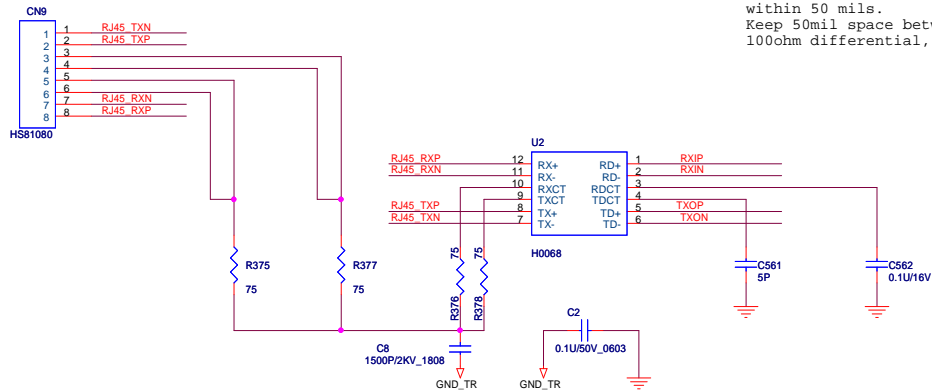 within 50 mils.
Keep 50mil space betw
100ohm differential,
CN9
1 1 RJ45_TXN
2 2 RJ45_TXP
3 3
4 4
5 5
6 6
7 7 RJ45_RXN
8 8 RJ45_RXP
HS81080
U2
RJ45_RXP 12 RX+ RD+ 1 RXIP
RJ45_RXN 11 RX- RD- 2 RXIN
10 RXCT RDCT 3
9 TXCT TDCT 4
RJ45_TXP 8 TX+ TD+ 5 TXOP
RJ45_TXN 7 TX- TD- 6 TXON
H0068
R375
75
R377
75
75
R376
75
R378
C561
5P
C562
0.1U/16V
C8
1500P/2KV_1808
GND_TR
C2
0.1U/50V_0603
GND_TR